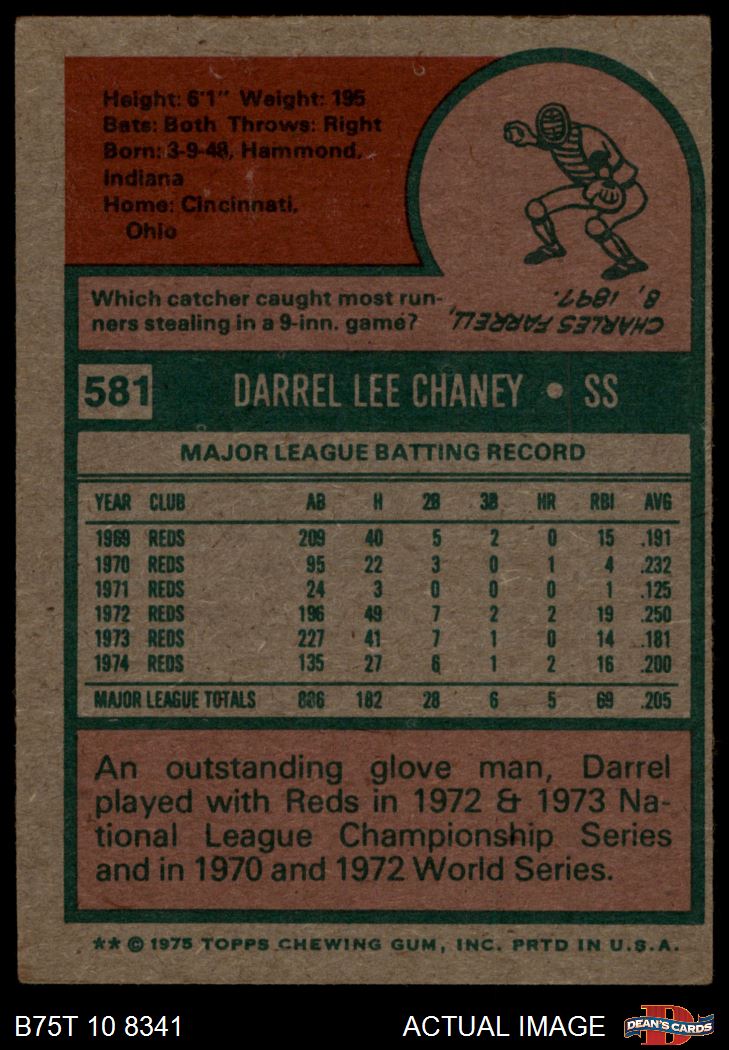 Height: 6'1" Weight: 195
Bats: Both Throws: Right
Born: 3-9-48, Hammond,
Indiana
Home: Cincinnati,
Ohio
Which catcher caught most run-
ners stealing in a 9-inn. game?
CHARLES FARRELL,
8, 1897.
581 DARREL LEE CHANEY • SS
MAJOR LEAGUE BATTING RECORD
YEAR CLUB AB H 2B 3B HR RBI AVG
1969 REDS 209 40 5 2 0 15 .191
1970 REDS 95 22 3 0 1 4 .232
1971 REDS 24 3 0 0 0 1 .125
1972 REDS 196 49 7 2 2 19 .250
1973 REDS 227 41 7 1 0 14 .181
1974 REDS 135 27 6 1 2 16 .200
MAJOR LEAGUE TOTALS 886 182 28 6 5 69 .205
An outstanding glove man, Darrel
played with Reds in 1972 & 1973 Na-
tional League Championship Series
and in 1970 and 1972 World Series.
** © 1975 TOPPS CHEWING GUM, INC. PRTD IN U.S.A.
B75T 10 8341 ACTUAL IMAGE DEAN'S CARDS